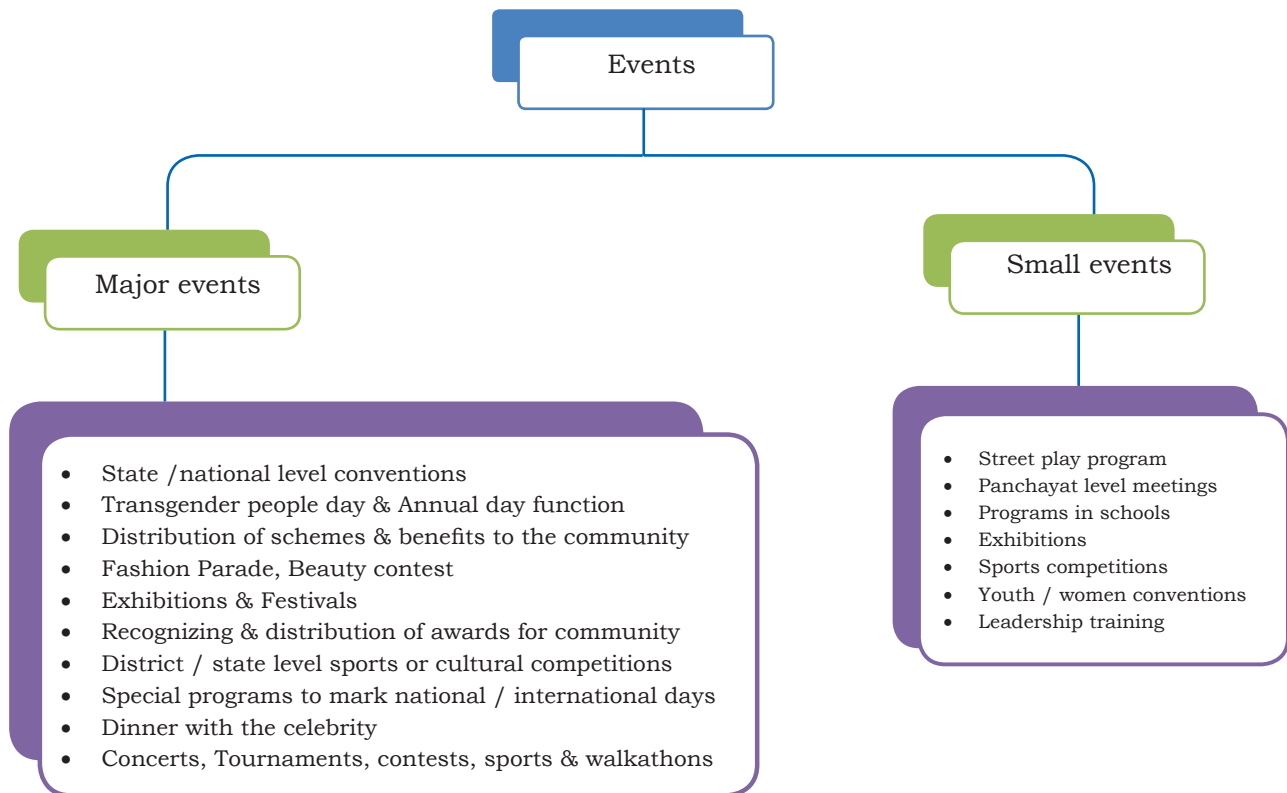 Events
Major events
Small events
• State /national level conventions
• Transgender people day & Annual day function
• Distribution of schemes & benefits to the community
• Fashion Parade, Beauty contest
• Exhibitions & Festivals
• Recognizing & distribution of awards for community
• District / state level sports or cultural competitions
• Special programs to mark national / international days
• Dinner with the celebrity
• Concerts, Tournaments, contests, sports & walkathons
• Street play program
• Panchayat level meetings
• Programs in schools
• Exhibitions
• Sports competitions
• Youth / women conventions
• Leadership training